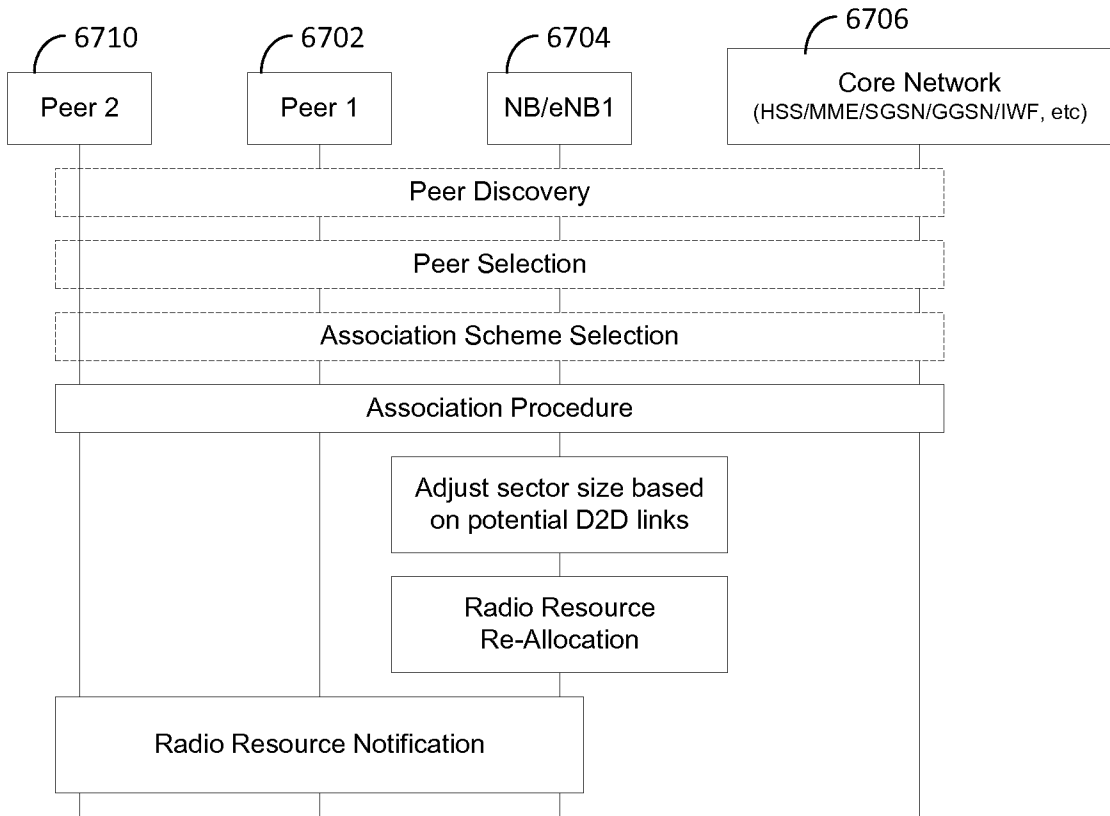 6710
6702
6704
6706
Peer 2
Peer 1
NB/eNB1
Core Network
(HSS/MME/SGSN/GGSN/IWF, etc)
Peer Discovery
Peer Selection
Association Scheme Selection
Association Procedure
Adjust sector size based
on potential D2D links
Radio Resource
Re-Allocation
Radio Resource Notification